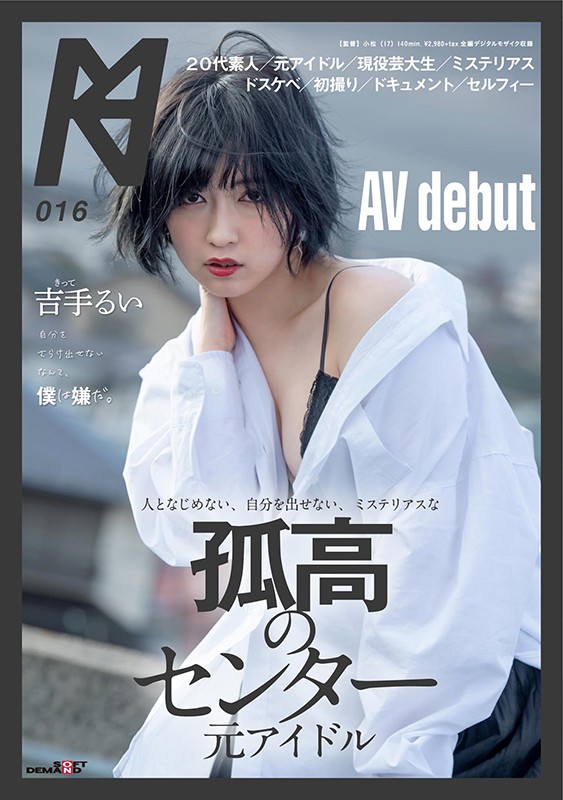 【監督】小松(17) 140min. ¥2,980+tax 全編デジタルモザイク収録
20代素人/元アイドル/現役芸大生/ミステリアス
ドスケベ/初撮り/ドキュメント/セルフィー
016
AV debut
きって
吉手るい
自分を
さらけ出せない
なんて、
僕は嫌だ。
人となじめない、自分を出せない、ミステリアスな
孤高
の
センター
元アイドル
SOFT
ON
DEMAND